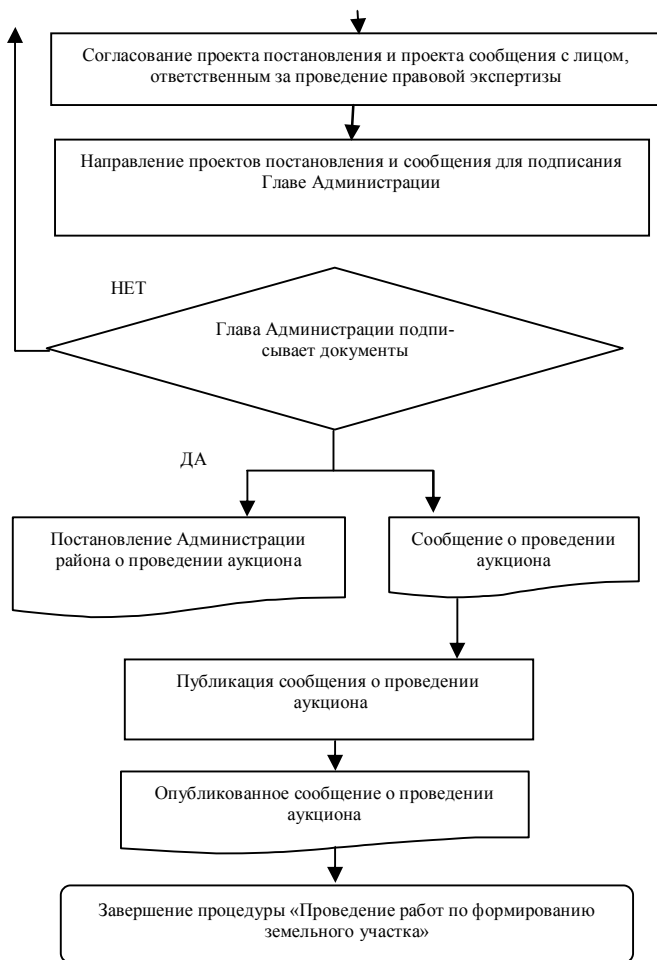 Согласование проекта постановления и проекта сообщения с лицом,
ответственным за проведение правовой экспертизы
Направление проектов постановления и сообщения для подписания
Главе Администрации
НЕТ
Глава Администрации подпи-
сывает документы
ДА
Постановление Администрации
района о проведении аукциона
Сообщение о проведении
аукциона
Публикация сообщения о проведении
аукциона
Опубликованное сообщение о проведении
аукциона
Завершение процедуры «Проведение работ по формированию
земельного участка»